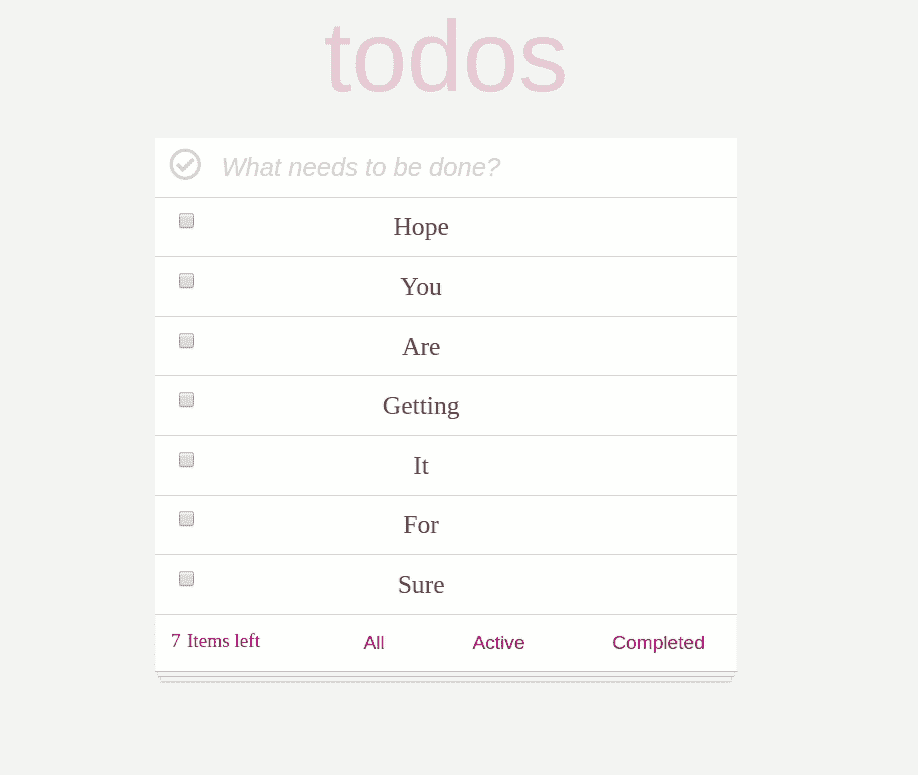 todos
What needs to be done?
Hope
You
Are
Getting
It
For
Sure
7 Items left All Active Completed